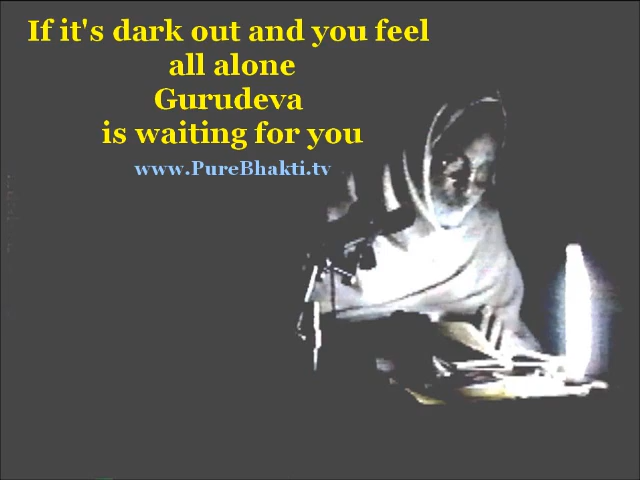 If it's dark out and you feel
all alone
Gurudeva
is waiting for you
www.PureBhakti.tv